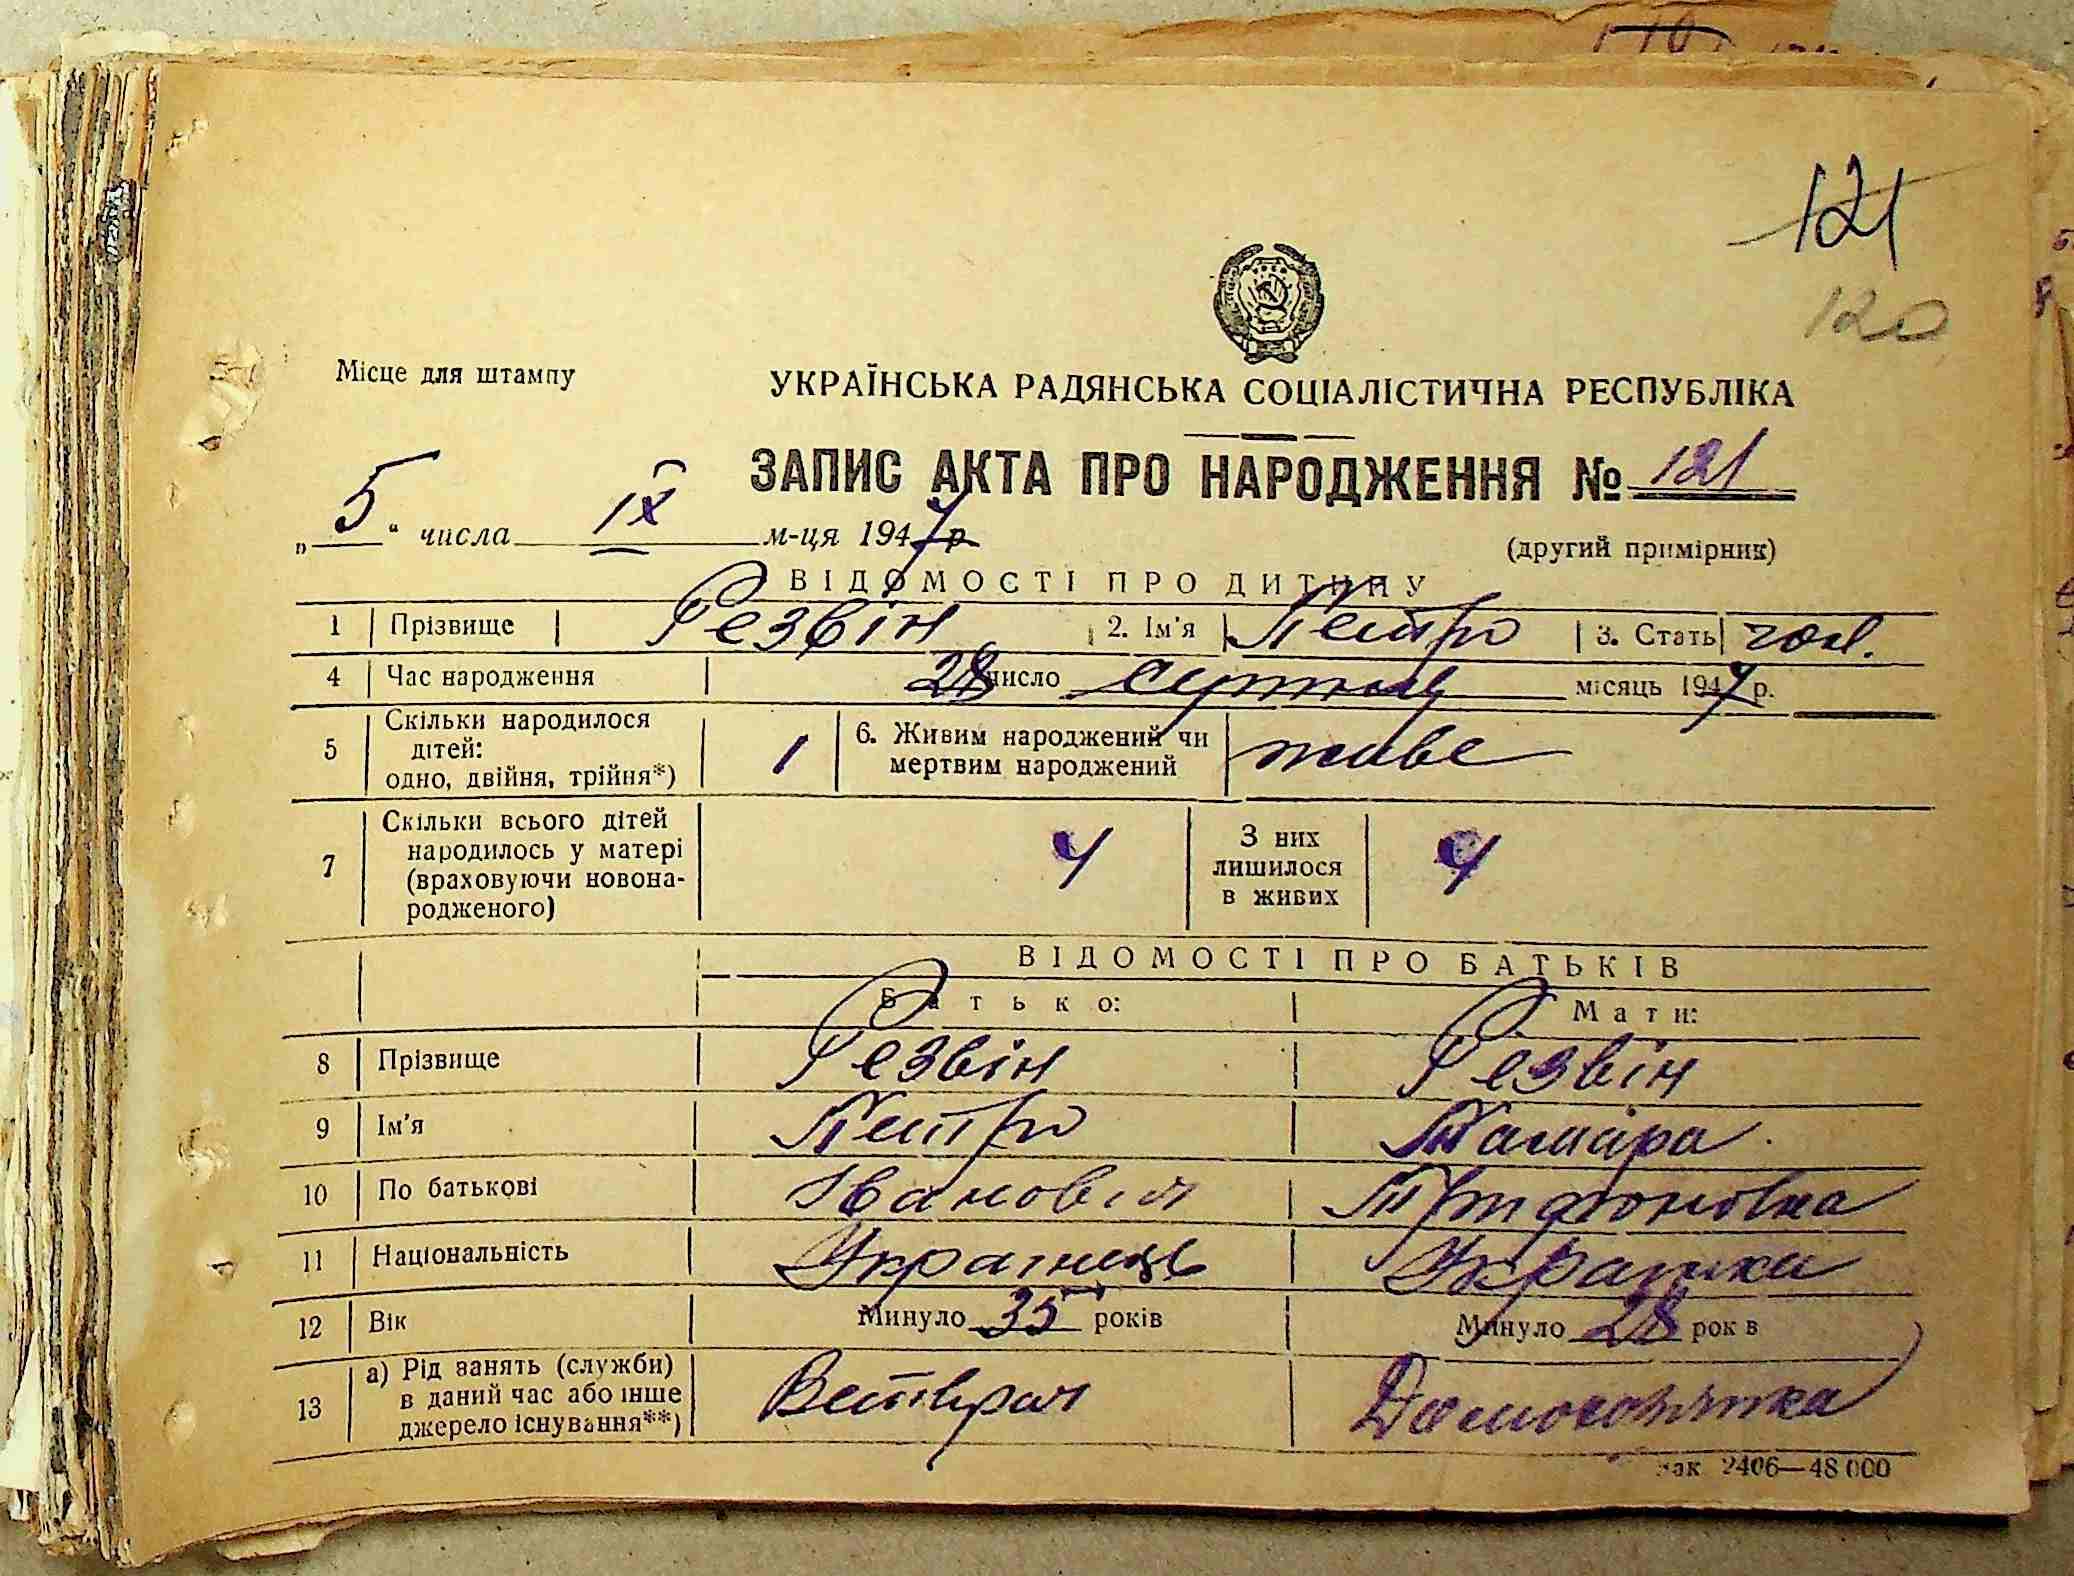 121
120
Місце для штампу
УКРАЇНСЬКА РАДЯНСЬКА СОЦІАЛІСТИЧНА РЕСПУБЛІКА
ЗАПИС АКТА ПРО НАРОДЖЕННЯ № 121
„ 5 “ числа IX м-ця 1947 р.
(другий примірник)
ВІДОМОСТІ ПРО ДИТИНУ
1 Прізвище Резвін 2. Ім'я Петро 3. Стать чол.
4 Час народження 28 число серпня місяць 1947 р.
5 Скільки народилося дітей: одно, двійня, трійня*) 1 6. Живим народжений чи мертвим народжений живе
7 Скільки всього дітей народилось у матері (враховуючи новонародженого) 4 З них лишилося в живих 4
ВІДОМОСТІ ПРО БАТЬКІВ
Батько: Мати:
8 Прізвище Резвін Резвін
9 Ім'я Петро Тамара
10 По батькові Іванович
11 Національність Українець Українка
12 Вік Минуло 35 років Минуло 28 рок в
13 а) Рід занять (служби) в даний час або інше джерело існування**) Ветврач Домохозяйка
зак 2406—48 000